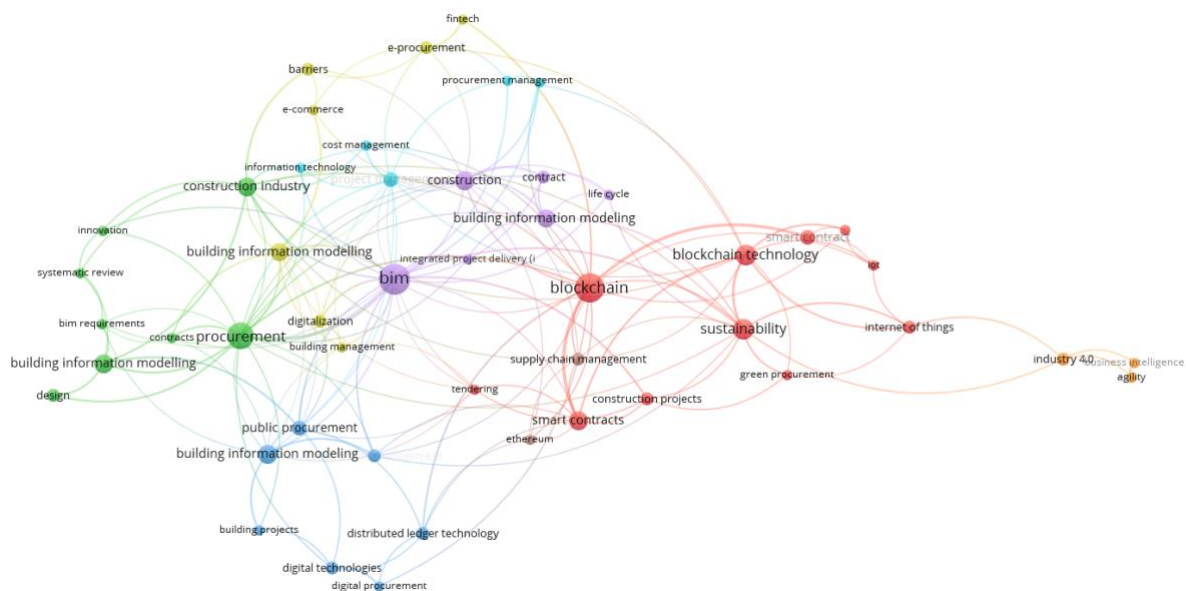 fintech
e-procurement
barriers
procurement management
e-commerce
cost management
information technology
project managem
construction
contract
construction industry
life cycle
building information modeling
innovation
smart contract
building information modelling
blockchain technology
integrated project delivery (i
iot
systematic review
bim
blockchain
bim requirements
digitalization
internet of things
sustainability
contracts
procurement
building management
supply chain management
industry 4.0
business intelligence
building information modelling
green procurement
agility
tendering
design
construction projects
smart contracts
public procurement
ethereum
building information modeling
building projects
distributed ledger technology
digital technologies
digital procurement